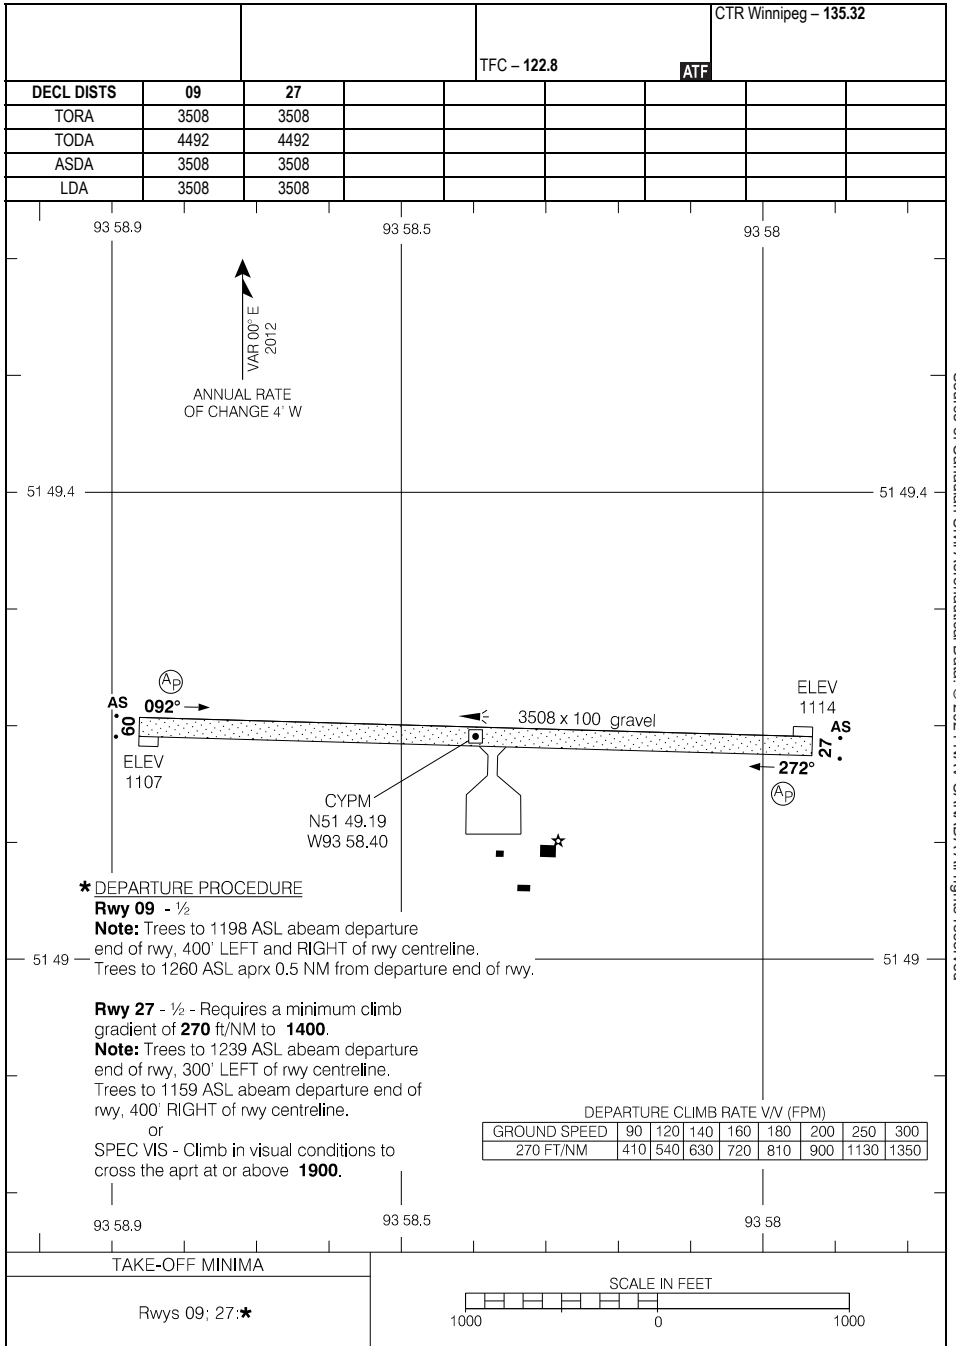 CTR Winnipeg – 135.32
TFC – 122.8
ATF
DECL DISTS 09 27
TORA 3508 3508
TODA 4492 4492
ASDA 3508 3508
LDA 3508 3508
93 58.9 93 58.5 93 58
VAR 00° E
2012
ANNUAL RATE
OF CHANGE 4' W
51 49.4 51 49.4
AP
AS 092°
09
ELEV
1107
3508 x 100 gravel
ELEV
1114
AS
27
272°
AP
CYPM
N51 49.19
W93 58.40
* DEPARTURE PROCEDURE
Rwy 09 - ½
Note: Trees to 1198 ASL abeam departure
end of rwy, 400' LEFT and RIGHT of rwy centreline.
Trees to 1260 ASL aprx 0.5 NM from departure end of rwy.
51 49 51 49
Rwy 27 - ½ - Requires a minimum climb
gradient of 270 ft/NM to 1400.
Note: Trees to 1239 ASL abeam departure
end of rwy, 300' LEFT of rwy centreline.
Trees to 1159 ASL abeam departure end of
rwy, 400' RIGHT of rwy centreline.
or
SPEC VIS - Climb in visual conditions to
cross the aprt at or above 1900.
DEPARTURE CLIMB RATE V/V (FPM)
GROUND SPEED 90 120 140 160 180 200 250 300
270 FT/NM 410 540 630 720 810 900 1130 1350
93 58.9 93 58.5 93 58
TAKE-OFF MINIMA
Rwys 09; 27:*
SCALE IN FEET
1000 0 1000